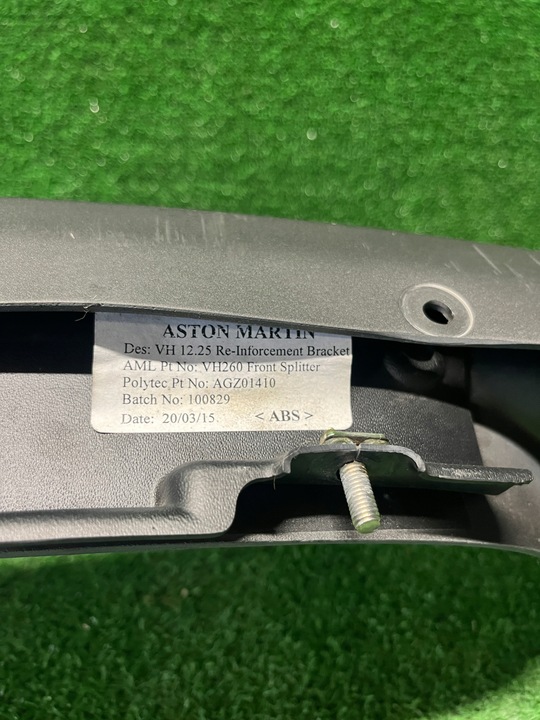 ASTON MARTIN
Des: VH 12.25 Re-Inforcement Bracket
AML Pt No: VH260 Front Splitter
Polytec Pt No: AGZ01410
Batch No: 100829
Date: 20/03/15 < ABS >